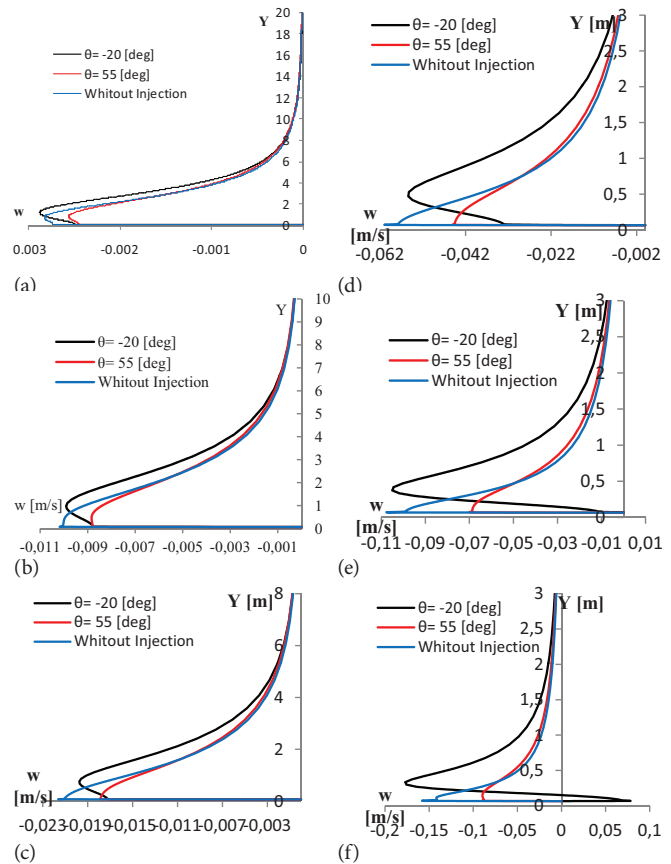 Y
20
18
16
14
12
10
8
6
4
2
0
θ= -20 [deg]
θ= 55 [deg]
Whitout Injection
w
0.003
-0.002
-0.001
0
(a)
Y
10
9
8
7
6
5
4
3
2
1
0
θ= -20 [deg]
θ= 55 [deg]
Whitout Injection
w [m/s]
-0,011 -0,009 -0,007 -0,005 -0,003 -0,001
(b)
Y [m]
8
6
4
2
0
θ= -20 [deg]
θ= 55 [deg]
Whitout Injection
w
[m/s]
-0,023-0,019-0,015-0,011-0,007-0,003
(c)
Y [m]
3
2,5
2
1,5
1
0,5
0
θ= -20 [deg]
θ= 55 [deg]
Whitout Injection
w
[m/s]
-0,062 -0,042 -0,022 -0,002
(d)
Y [m]
3
2,5
2
1,5
1
0,5
0
θ= -20 [deg]
θ= 55 [deg]
Whitout Injection
w
-0,11 -0,09 -0,07 -0,05 -0,03 -0,01 0,01
(e)
Y [m]
3
2,5
2
1,5
1
0,5
0
θ= -20 [deg]
θ= 55 [deg]
Whitout Injection
w
[m/s]
-0,2 -0,15 -0,1 -0,05 0 0,05 0,1
(f)